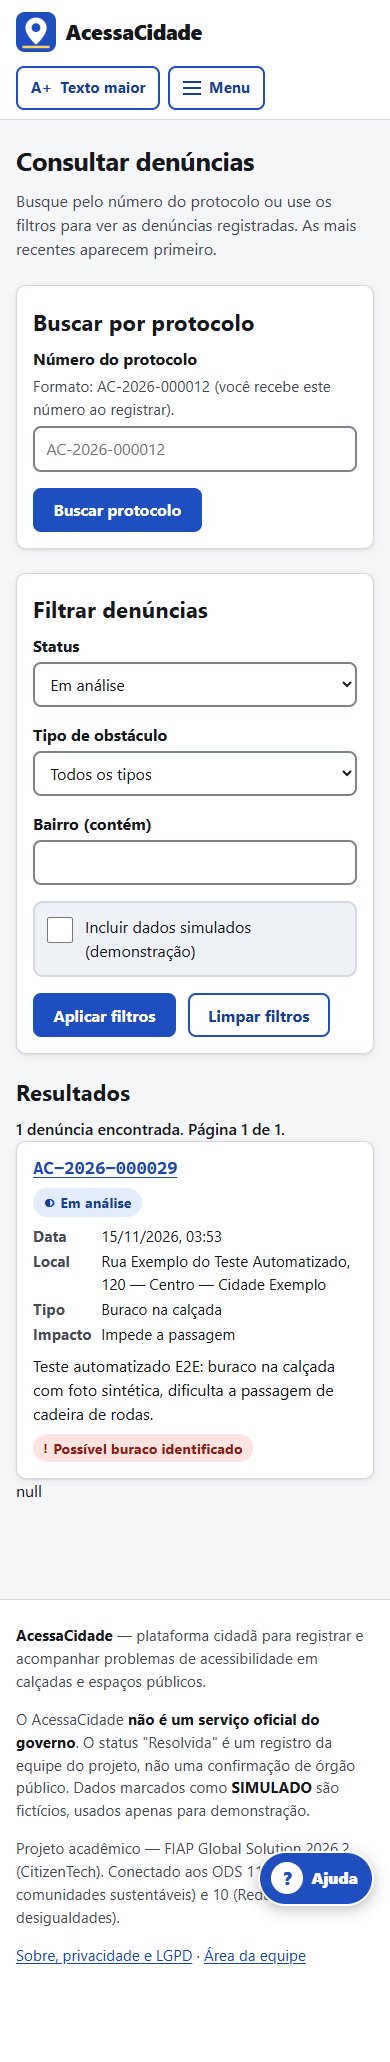 AcessaCidade
A+ Texto maior
Menu
Consultar denúncias
Busque pelo número do protocolo ou use os
filtros para ver as denúncias registradas. As mais
recentes aparecem primeiro.
Buscar por protocolo
Número do protocolo
Formato: AC-2026-000012 (você recebe este
número ao registrar).
AC-2026-000012
Buscar protocolo
Filtrar denúncias
Status
Em análise
Tipo de obstáculo
Todos os tipos
Bairro (contém)
Incluir dados simulados
(demonstração)
Aplicar filtros
Limpar filtros
Resultados
1 denúncia encontrada. Página 1 de 1.
AC-2026-000029
Em análise
Data 15/11/2026, 03:53
Local Rua Exemplo do Teste Automatizado,
120 — Centro — Cidade Exemplo
Tipo Buraco na calçada
Impacto Impede a passagem
Teste automatizado E2E: buraco na calçada
com foto sintética, dificulta a passagem de
cadeira de rodas.
! Possível buraco identificado
null
AcessaCidade — plataforma cidadã para registrar e
acompanhar problemas de acessibilidade em
calçadas e espaços públicos.
O AcessaCidade não é um serviço oficial do
governo. O status "Resolvida" é um registro da
equipe do projeto, não uma confirmação de órgão
público. Dados marcados como SIMULADO são
fictícios, usados apenas para demonstração.
Projeto acadêmico — FIAP Global Solution 2026.2
(CitizenTech). Conectado aos ODS 11
comunidades sustentáveis) e 10
desigualdades).
? Ajuda
Sobre, privacidade e LGPD · Área da equipe